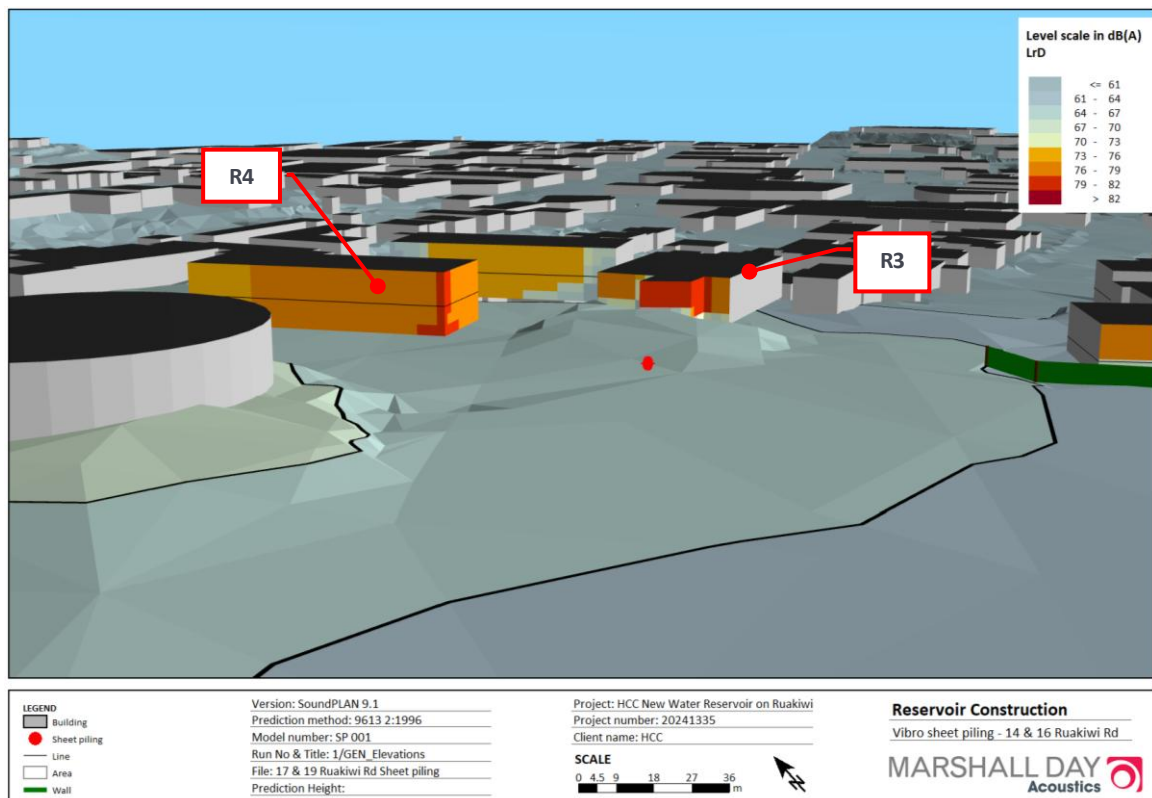 Level scale in dB(A)
LrD
<= 61
61 - 64
64 - 67
67 - 70
70 - 73
73 - 76
76 - 79
79 - 82
> 82
R4
R3
LEGEND
Building
Sheet piling
Line
Area
Wall
Version: SoundPLAN 9.1
Prediction method: 9613 2:1996
Model number: SP 001
Run No & Title: 1/GEN_Elevations
File: 17 & 19 Ruakiwi Rd Sheet piling
Prediction Height:
Project: HCC New Water Reservoir on Ruakiwi
Project number: 20241335
Client name: HCC
SCALE
0 4.5 9 18 27 36
m
N
Reservoir Construction
Vibro sheet piling - 14 & 16 Ruakiwi Rd
MARSHALL DAY
Acoustics